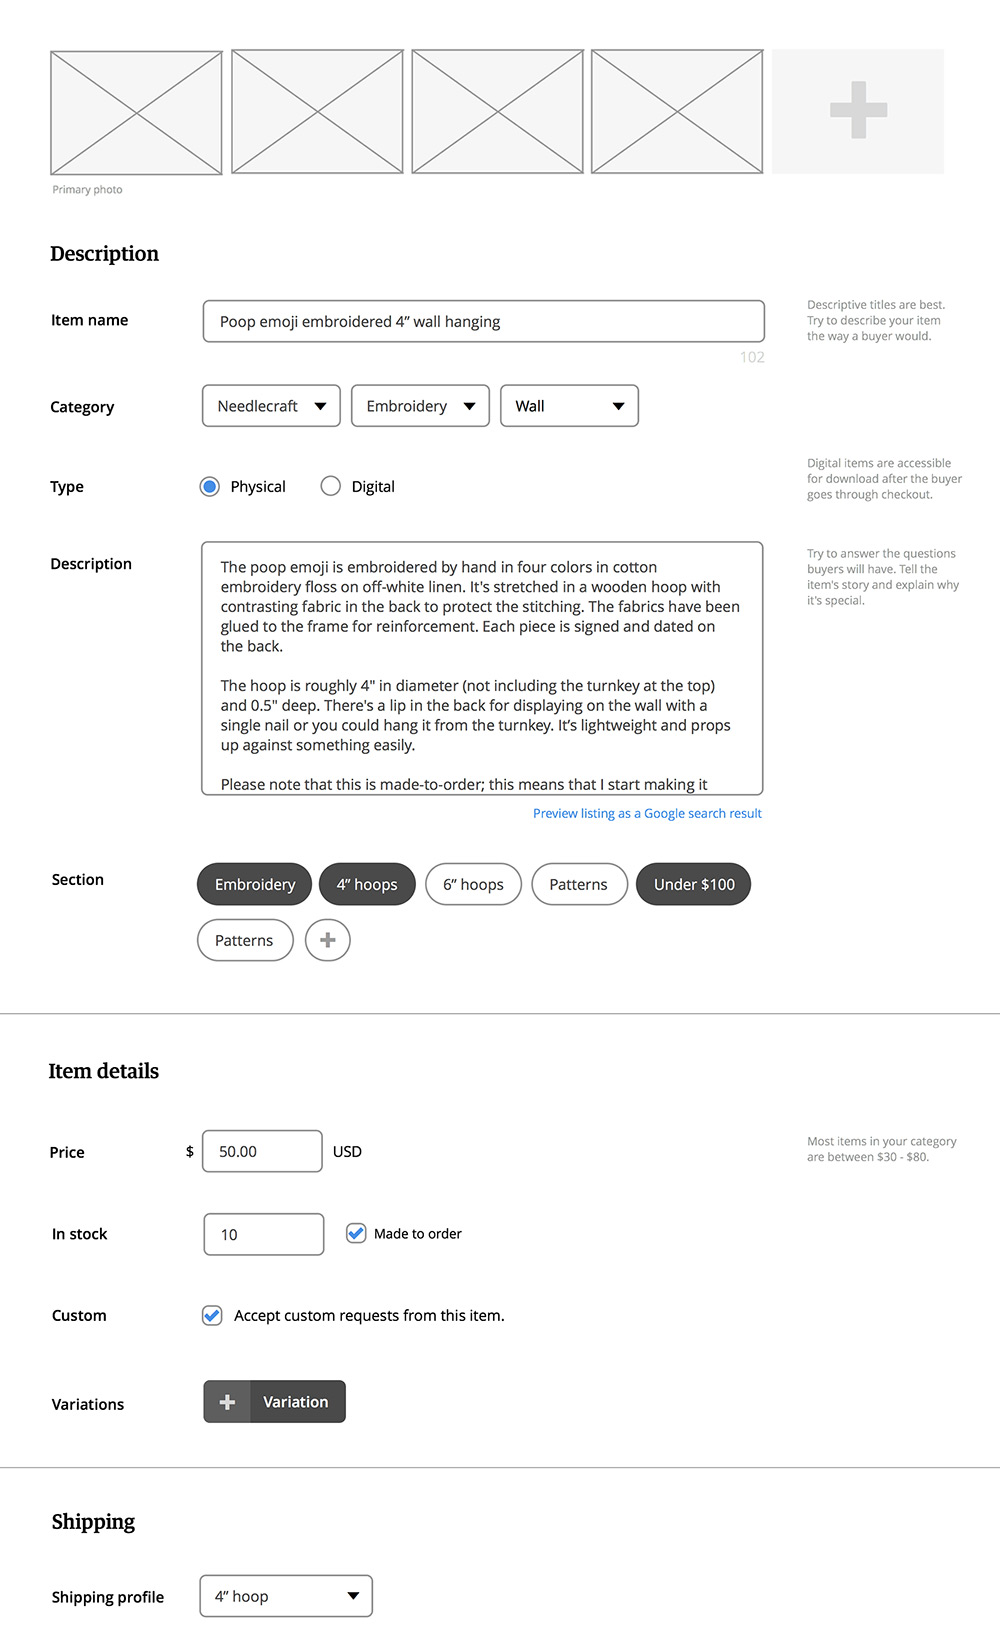 Primary photo
Description
Item name
Poop emoji embroidered 4” wall hanging
Descriptive titles are best.
Try to describe your item
the way a buyer would.
102
Category
Needlecraft
Embroidery
Wall
Type
Physical
Digital
Digital items are accessible
for download after the buyer
goes through checkout.
Description
The poop emoji is embroidered by hand in four colors in cotton
embroidery floss on off-white linen. It's stretched in a wooden hoop with
contrasting fabric in the back to protect the stitching. The fabrics have been
glued to the frame for reinforcement. Each piece is signed and dated on
the back.
The hoop is roughly 4" in diameter (not including the turnkey at the top)
and 0.5" deep. There's a lip in the back for displaying on the wall with a
single nail or you could hang it from the turnkey. It’s lightweight and props
up against something easily.
Please note that this is made-to-order; this means that I start making it
Try to answer the questions
buyers will have. Tell the
item's story and explain why
it's special.
Preview listing as a Google search result
Section
Embroidery
4” hoops
6” hoops
Patterns
Under $100
Patterns
Item details
Price
$
50.00
USD
Most items in your category
are between $30 - $80.
In stock
10
Made to order
Custom
Accept custom requests from this item.
Variations
Variation
Shipping
Shipping profile
4” hoop